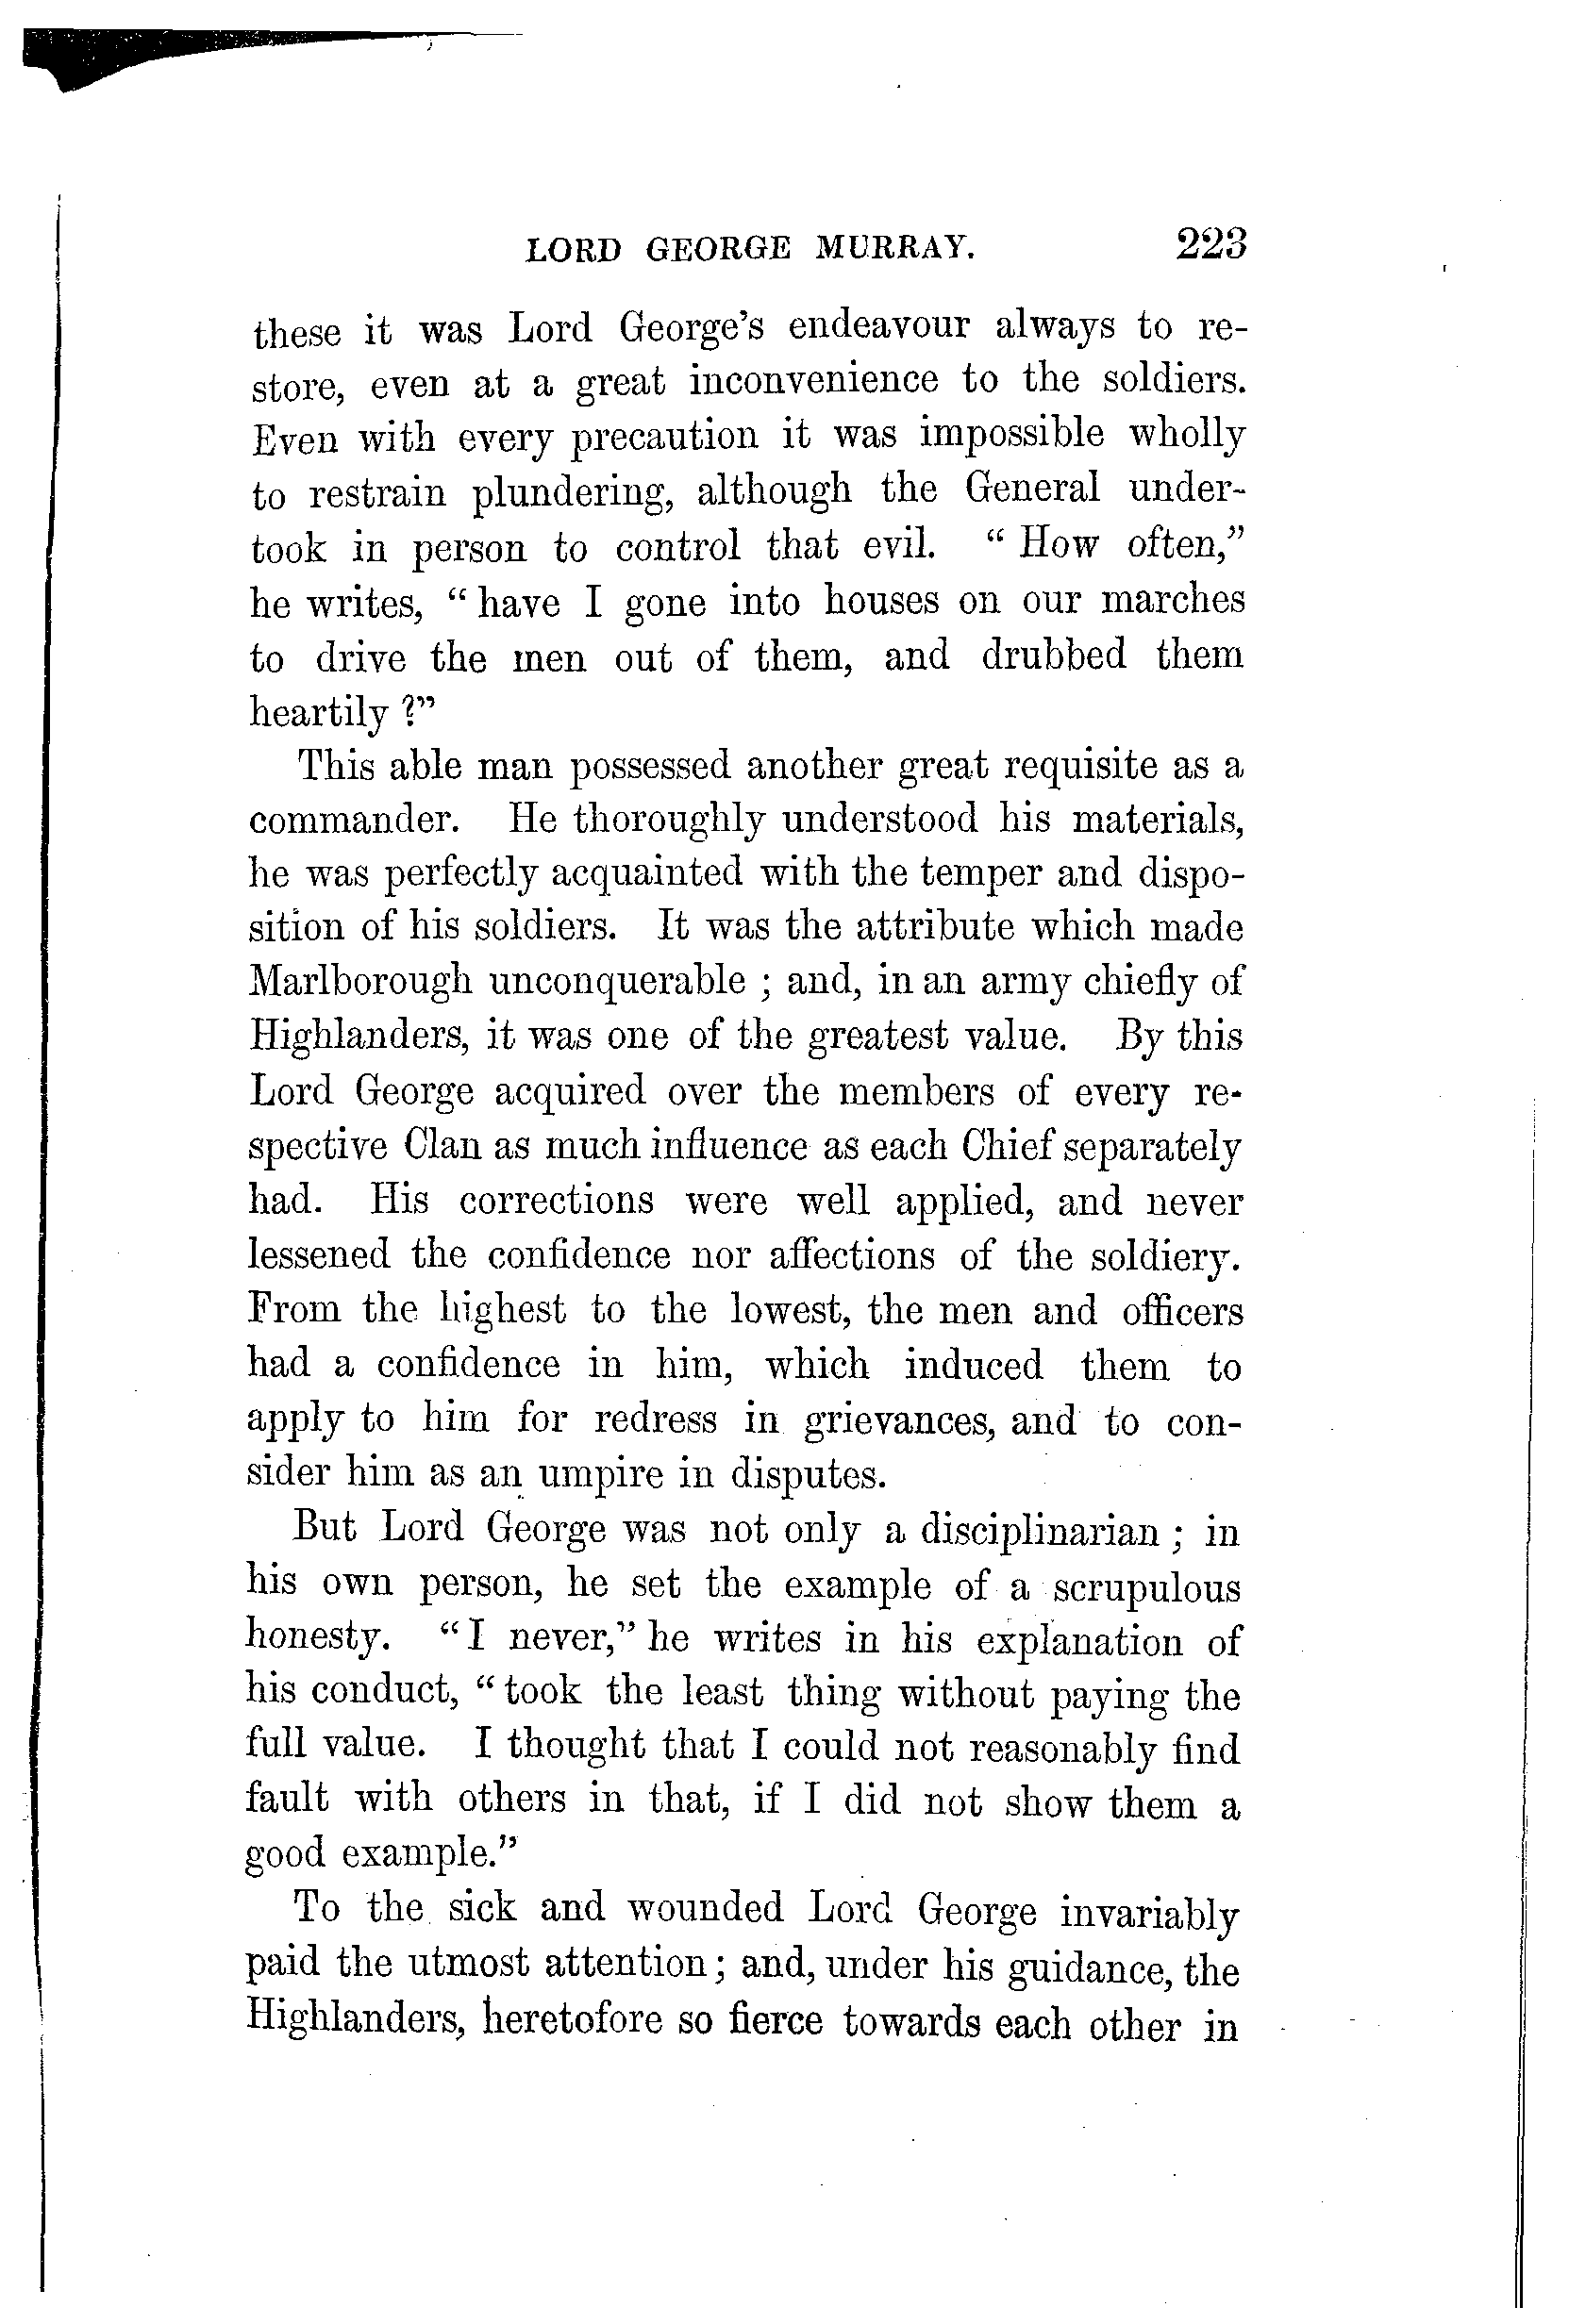 LORD GEORGE MURRAY. 223
these it was Lord George's endeavour always to re-
store, even at a great inconvenience to the soldiers.
Even with every precaution it was impossible wholly
to restrain plundering, although the General under-
took in person to control that evil. “ How often,”
he writes, “ have I gone into houses on our marches
to drive the men out of them, and drubbed them
heartily ?”
This able man possessed another great requisite as a
commander. He thoroughly understood his materials,
he was perfectly acquainted with the temper and dispo-
sition of his soldiers. It was the attribute which made
Marlborough unconquerable ; and, in an army chiefly of
Highlanders, it was one of the greatest value. By this
Lord George acquired over the members of every re-
spective Clan as much influence as each Chief separately
had. His corrections were well applied, and never
lessened the confidence nor affections of the soldiery.
From the highest to the lowest, the men and officers
had a confidence in him, which induced them to
apply to him for redress in grievances, and to con-
sider him as an umpire in disputes.
But Lord George was not only a disciplinarian ; in
his own person, he set the example of a scrupulous
honesty. “ I never,” he writes in his explanation of
his conduct, “ took the least thing without paying the
full value. I thought that I could not reasonably find
fault with others in that, if I did not show them a
good example.”
To the sick and wounded Lord George invariably
paid the utmost attention ; and, under his guidance, the
Highlanders, heretofore so fierce towards each other in